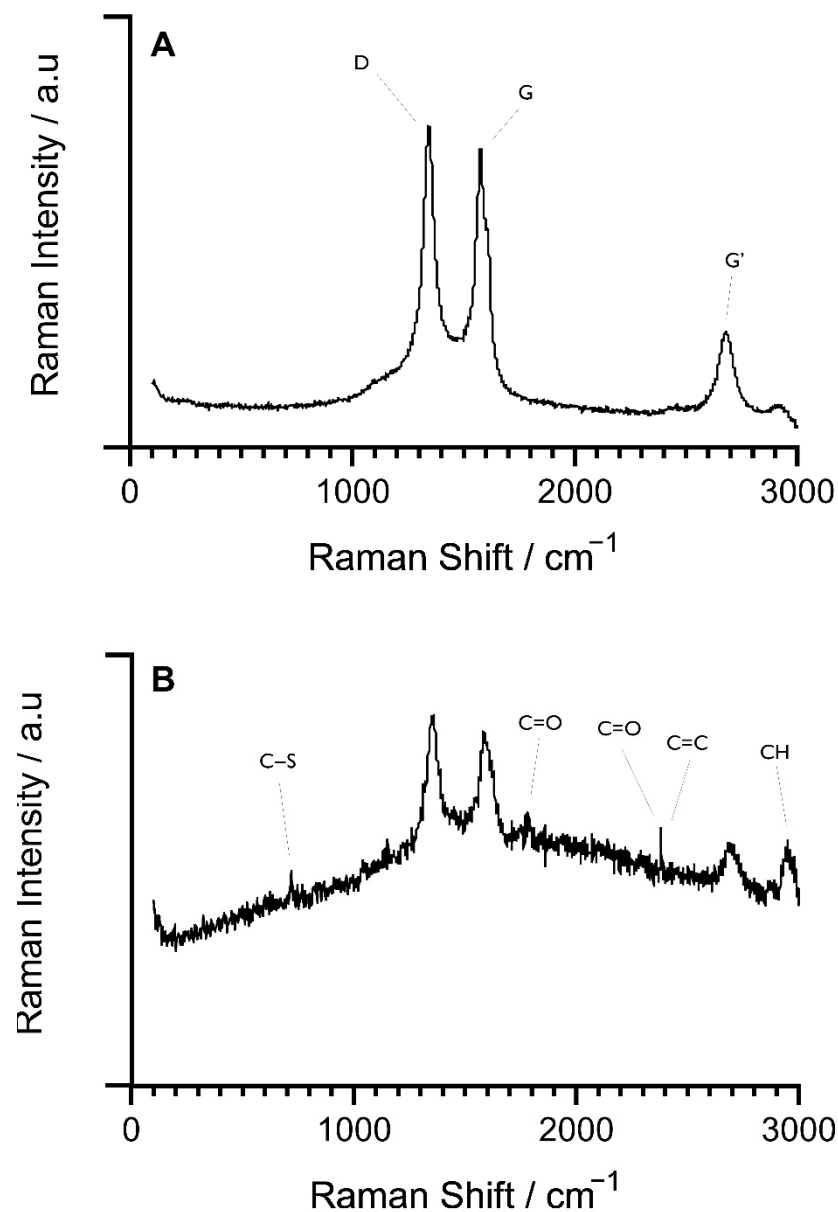 A
D
G
G'
Raman Intensity / a.u
0
1000
2000
3000
Raman Shift / cm⁻¹
B
C–S
C=O
C=O
C=C
CH
Raman Intensity / a.u
0
1000
2000
3000
Raman Shift / cm⁻¹